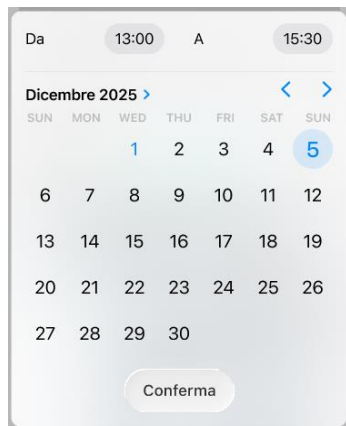 Da 13:00 A 15:30
Dicembre 2025 >
SUN MON WED THU FRI SAT SUN
1 2 3 4 5
6 7 8 9 10 11 12
13 14 15 16 17 18 19
20 21 22 23 24 25 26
27 28 29 30
Conferma